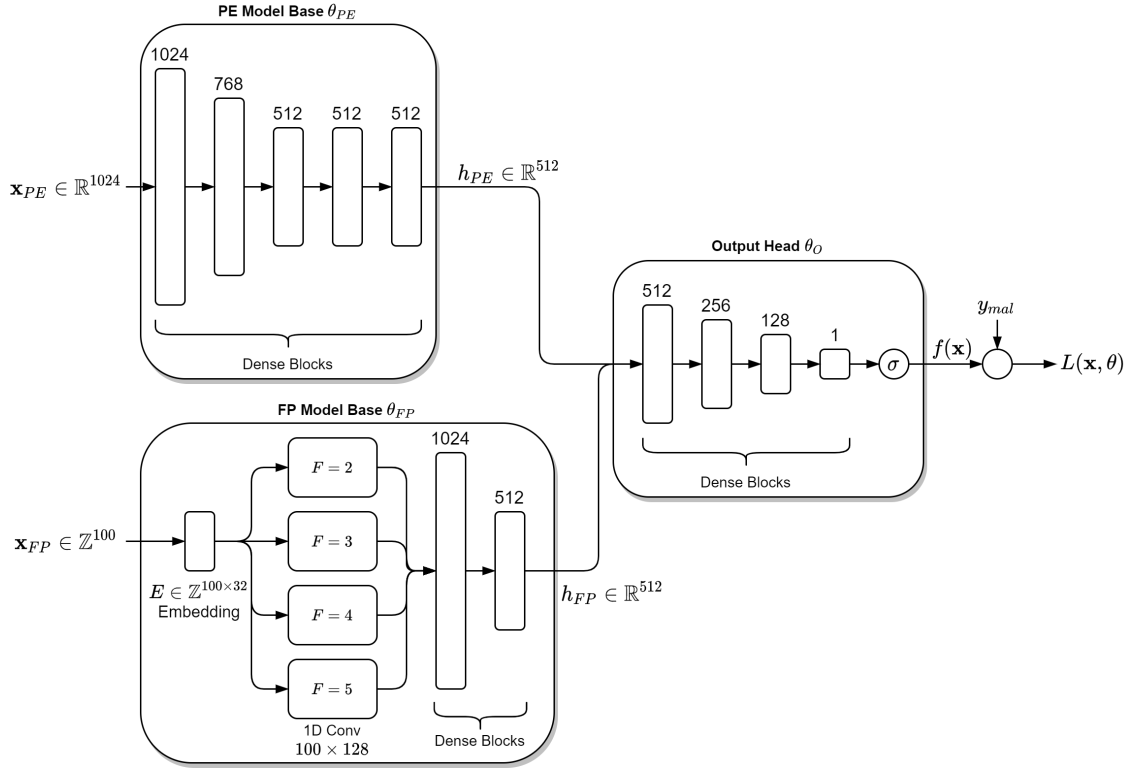 PE Model Base θ_PE
1024
768
512
512
512
x_PE ∈ ℝ^1024
h_PE ∈ ℝ^512
Dense Blocks
Output Head θ_O
512
256
128
1
σ
f(x)
y_mal
L(x, θ)
Dense Blocks
FP Model Base θ_FP
1024
F = 2
512
F = 3
x_FP ∈ ℤ^100
E ∈ ℤ^100×32
Embedding
h_FP ∈ ℝ^512
F = 4
F = 5
1D Conv
100 × 128
Dense Blocks